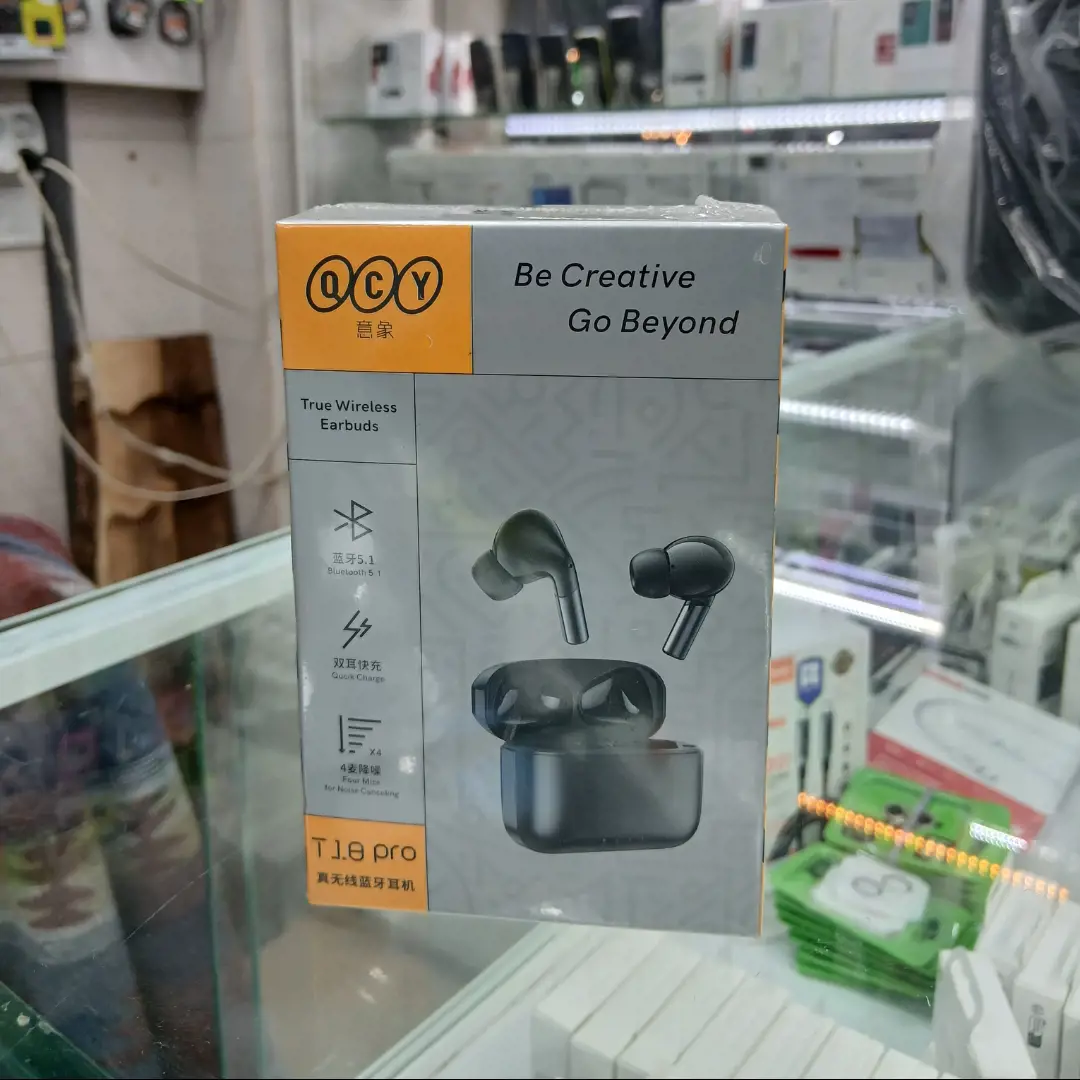 QCY
意象
Be Creative
Go Beyond
True Wireless
Earbuds
蓝牙5.1
Bluetooth 5.1
双耳快充
Quick Charge
X4
4麦降噪
Four Mics
for Noise Canceling
T18 pro
真无线蓝牙耳机